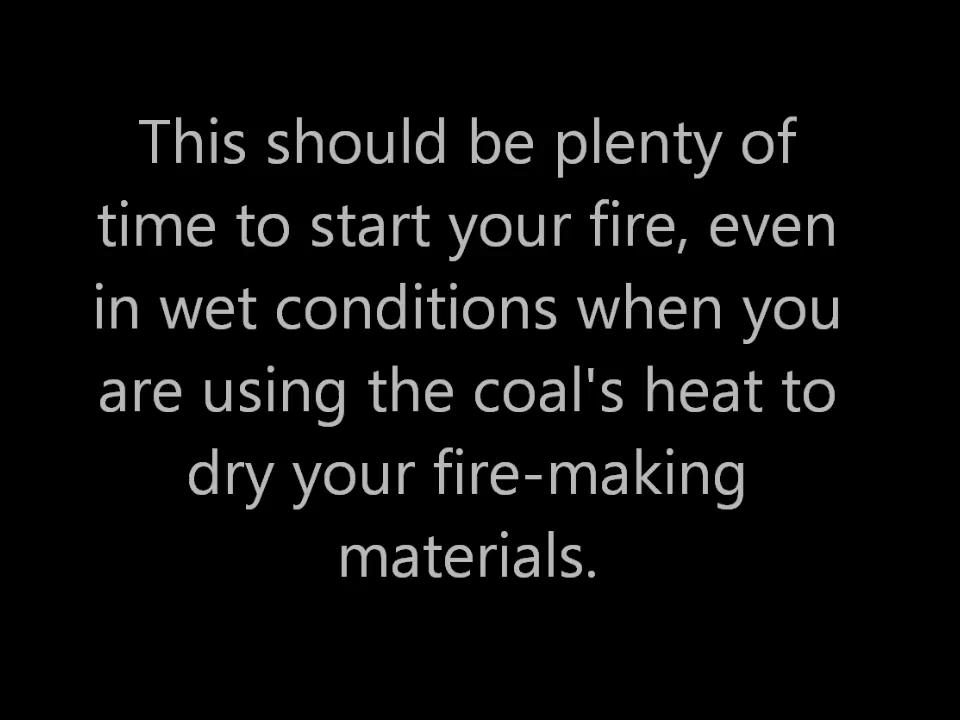 This should be plenty of
time to start your fire, even
in wet conditions when you
are using the coal's heat to
dry your fire-making
materials.